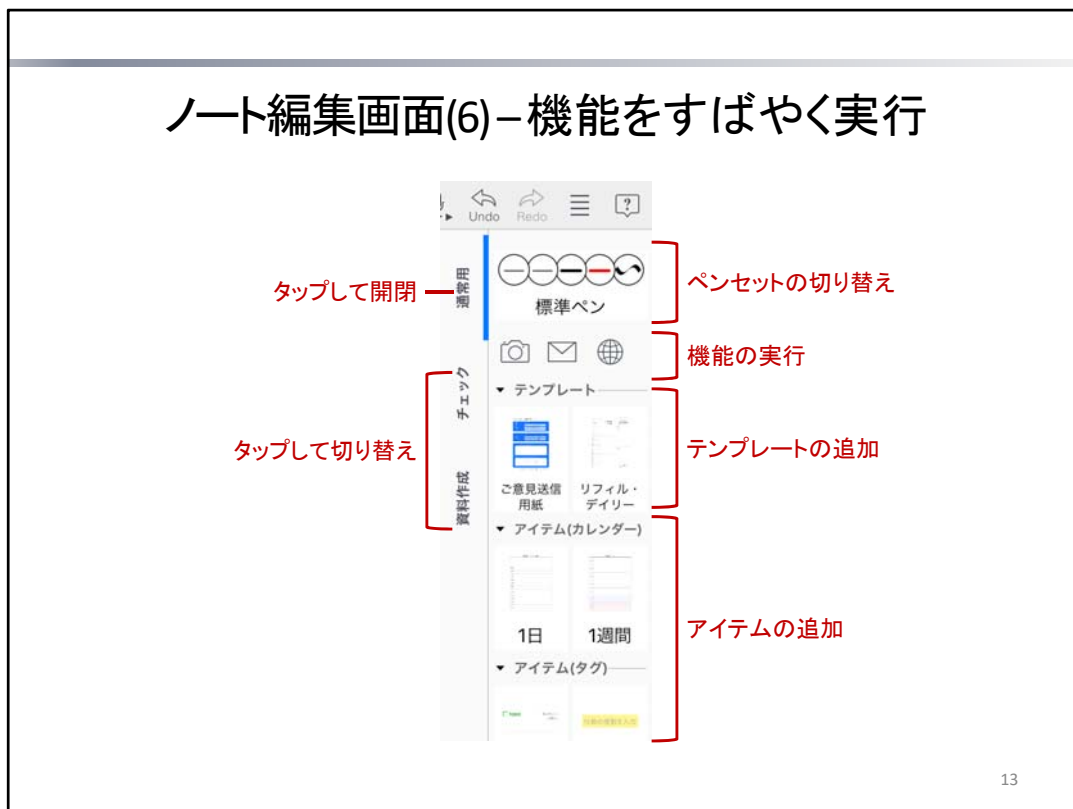 ノート編集画面(6) – 機能をすばやく実行
Undo
Redo
タップして開閉
通常用
標準ペン
ペンセットの切り替え
機能の実行
チェック
タップして切り替え
資料作成
テンプレート
ご意見送信
用紙
リフィル・
デイリー
テンプレートの追加
アイテム(カレンダー)
1日
1週間
アイテムの追加
アイテム(タグ)
13